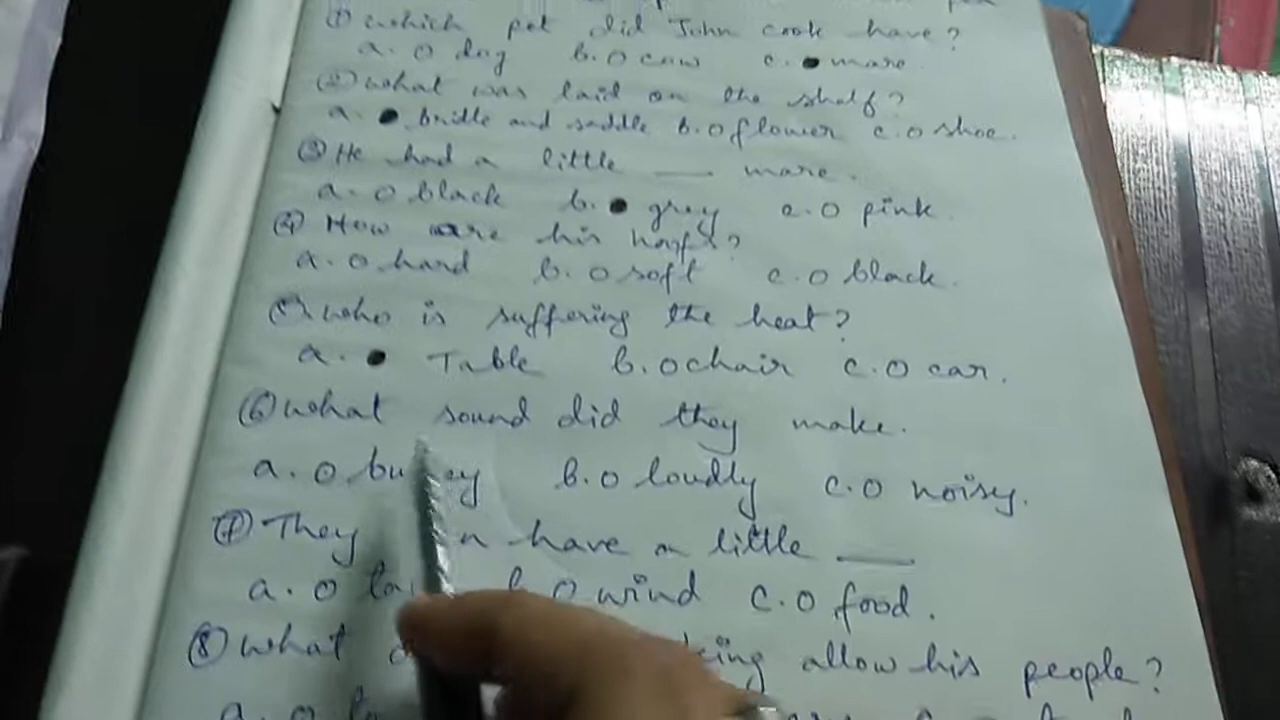 ① which pet did John cook have?
a. O dog b. O cow c. ● mare.
② what was laid on the shelf?
a. ● bridle and saddle b. O flower c. O shoe.
③ He had a little ___ mare.
a. O black b. ● grey c. O pink.
④ How are his hoofs?
a. O hard b. O soft c. O black.
who is suffering the heat?
a. ● Table b. O chair c. O car.
⑥ what sound did they make.
a. O b. O loudly c. O noisy.
⑦ They have a little ___
a. O b. O wind c. O food.
⑧ what king allow his people?